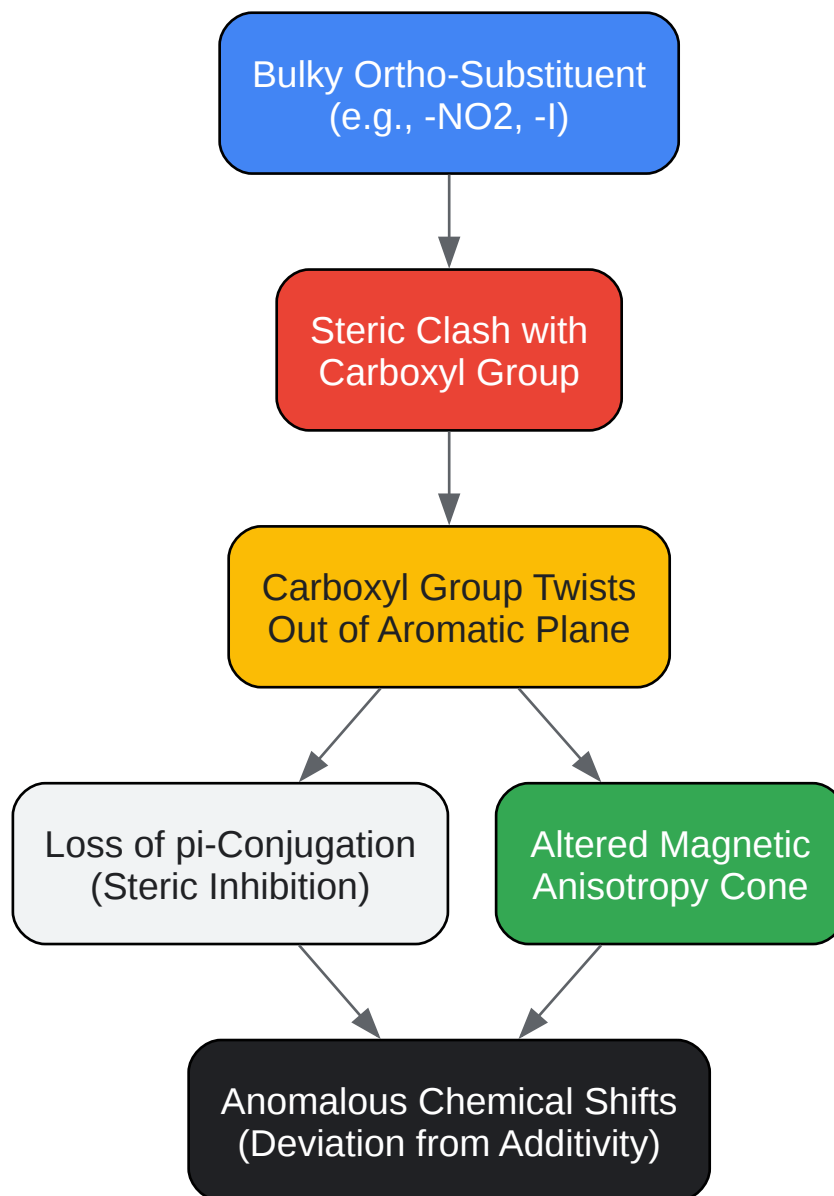 Bulky Ortho-Substituent
(e.g., -NO2, -I)
Steric Clash with
Carboxyl Group
Carboxyl Group Twists
Out of Aromatic Plane
Loss of pi-Conjugation
(Steric Inhibition)
Altered Magnetic
Anisotropy Cone
Anomalous Chemical Shifts
(Deviation from Additivity)